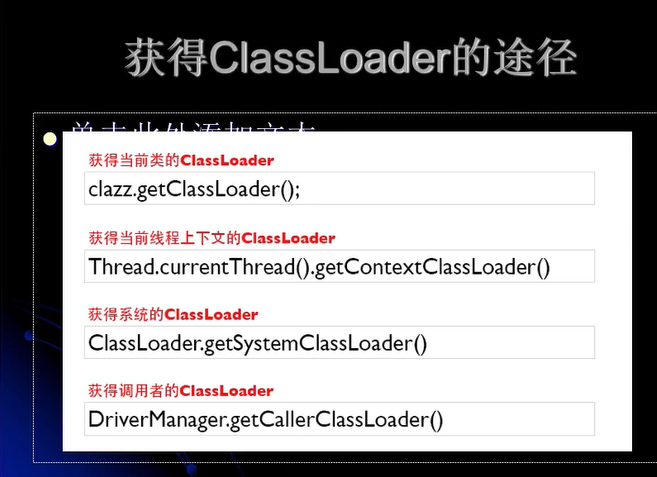 获得ClassLoader的途径
单击此处添加文本
获得当前类的ClassLoader
clazz.getClassLoader();
获得当前线程上下文的ClassLoader
Thread.currentThread().getContextClassLoader()
获得系统的ClassLoader
ClassLoader.getSystemClassLoader()
获得调用者的ClassLoader
DriverManager.getCallerClassLoader()